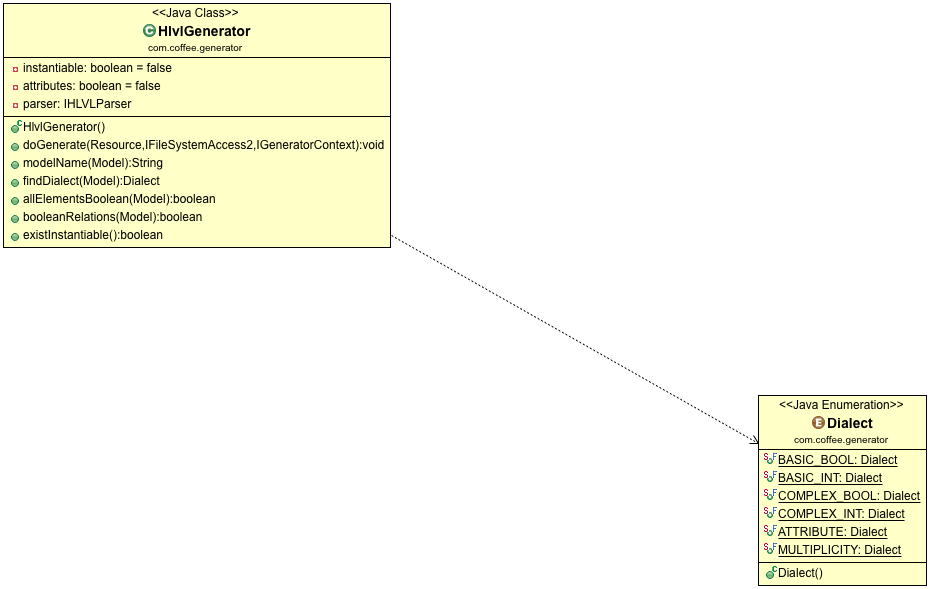 <<Java Class>>
HlvlGenerator
com.coffee.generator
instantiable: boolean = false
attributes: boolean = false
parser: IHLVLParser
HlvlGenerator()
doGenerate(Resource,IFileSystemAccess2,IGeneratorContext):void
modelName(Model):String
findDialect(Model):Dialect
allElementsBoolean(Model):boolean
booleanRelations(Model):boolean
existInstantiable():boolean
<<Java Enumeration>>
Dialect
com.coffee.generator
BASIC_BOOL: Dialect
BASIC_INT: Dialect
COMPLEX_BOOL: Dialect
COMPLEX_INT: Dialect
ATTRIBUTE: Dialect
MULTIPLICITY: Dialect
Dialect()